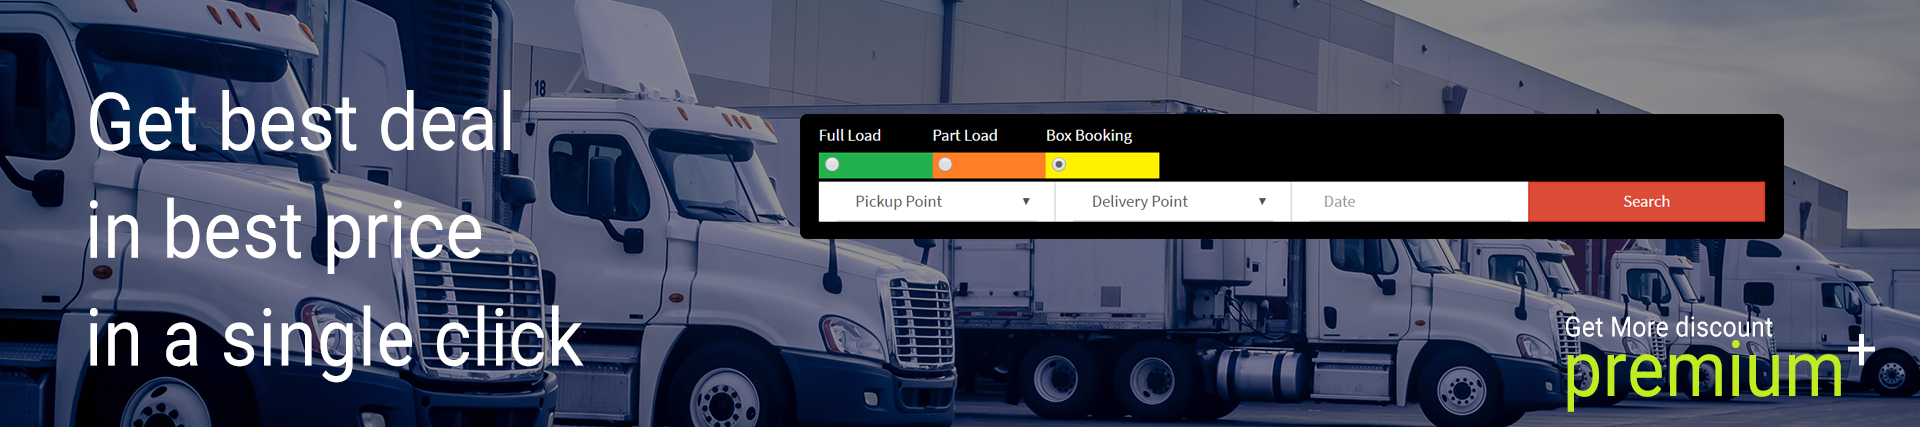 Get best deal
in best price
in a single click
18
Full Load Part Load Box Booking
Pickup Point Delivery Point Date Search
Get More discount
premium+